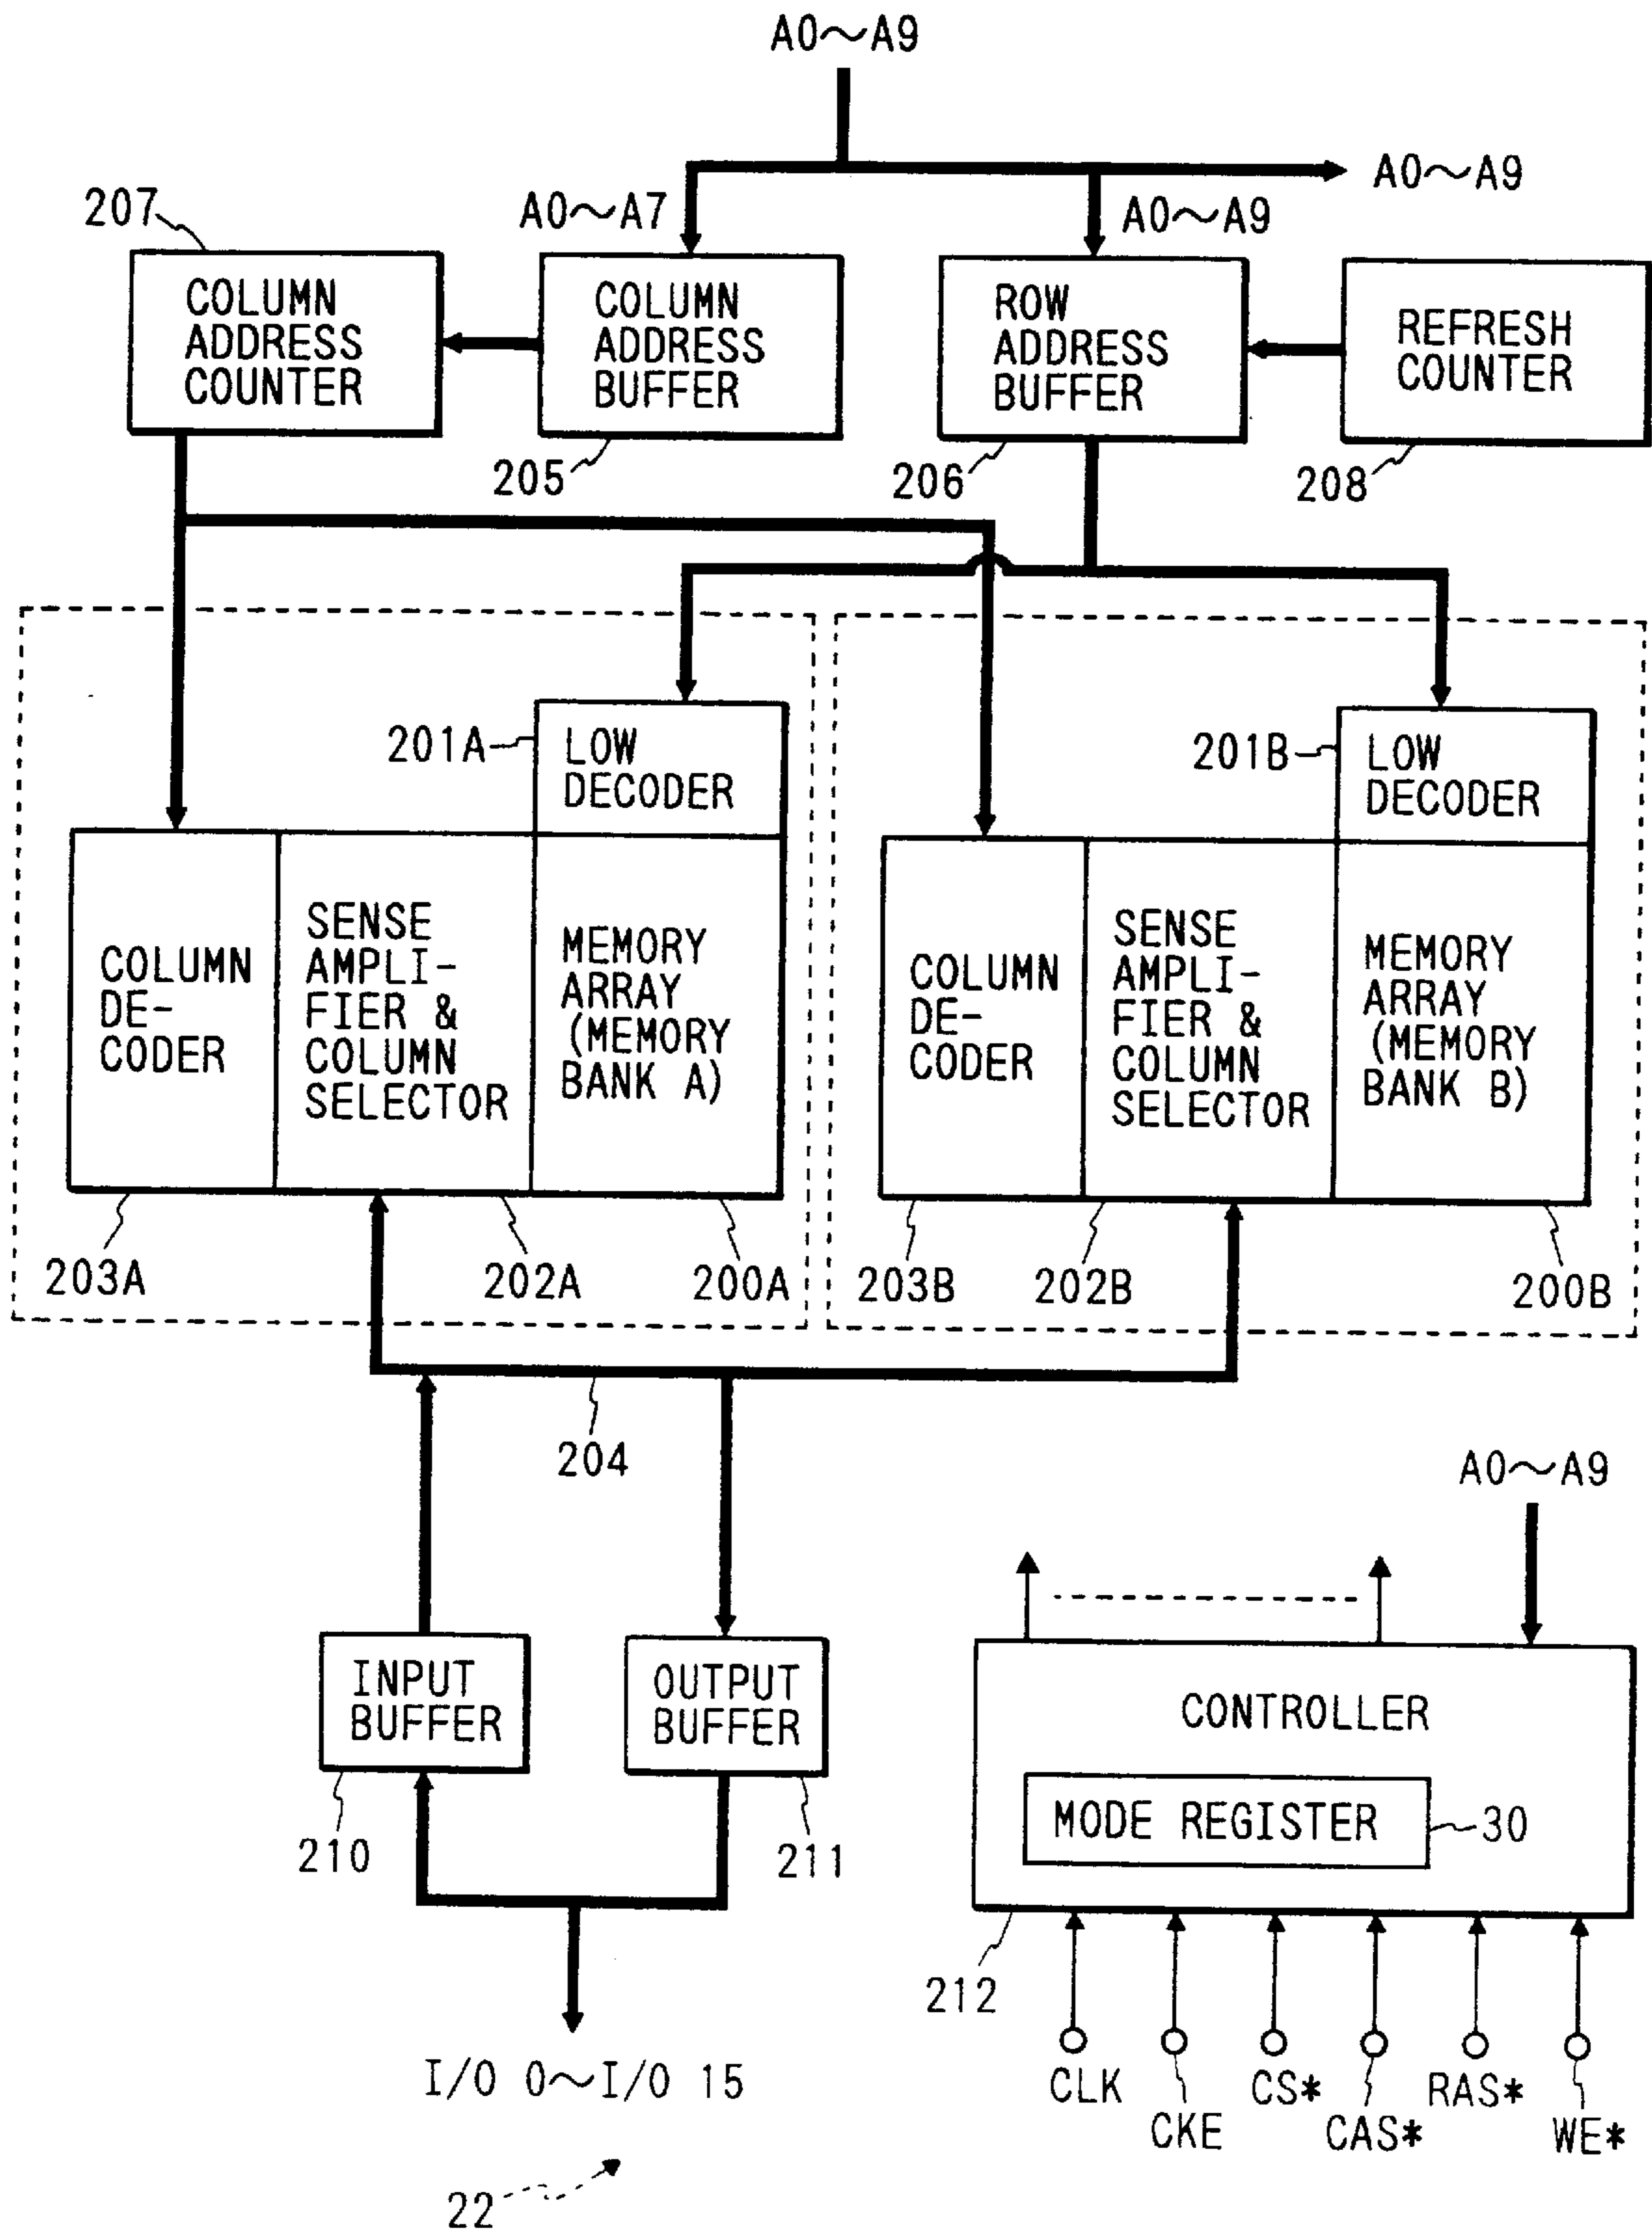 A0~A9
A0~A9
207
A0~A7
A0~A9
COLUMN
ADDRESS
COUNTER
COLUMN
ADDRESS
BUFFER
ROW
ADDRESS
BUFFER
REFRESH
COUNTER
205
206
208
201A
LOW
DECODER
201B
LOW
DECODER
COLUMN
DE-
CODER
SENSE
AMPLI-
FIER &
COLUMN
SELECTOR
MEMORY
ARRAY
(MEMORY
BANK A)
COLUMN
DE-
CODER
SENSE
AMPLI-
FIER &
COLUMN
SELECTOR
MEMORY
ARRAY
(MEMORY
BANK B)
203A
202A
200A
203B
202B
200B
204
A0~A9
INPUT
BUFFER
OUTPUT
BUFFER
CONTROLLER
MODE REGISTER
30
210
211
212
I/O 0~I/O 15
CLK
CKE
CS*
CAS*
RAS*
WE*
22